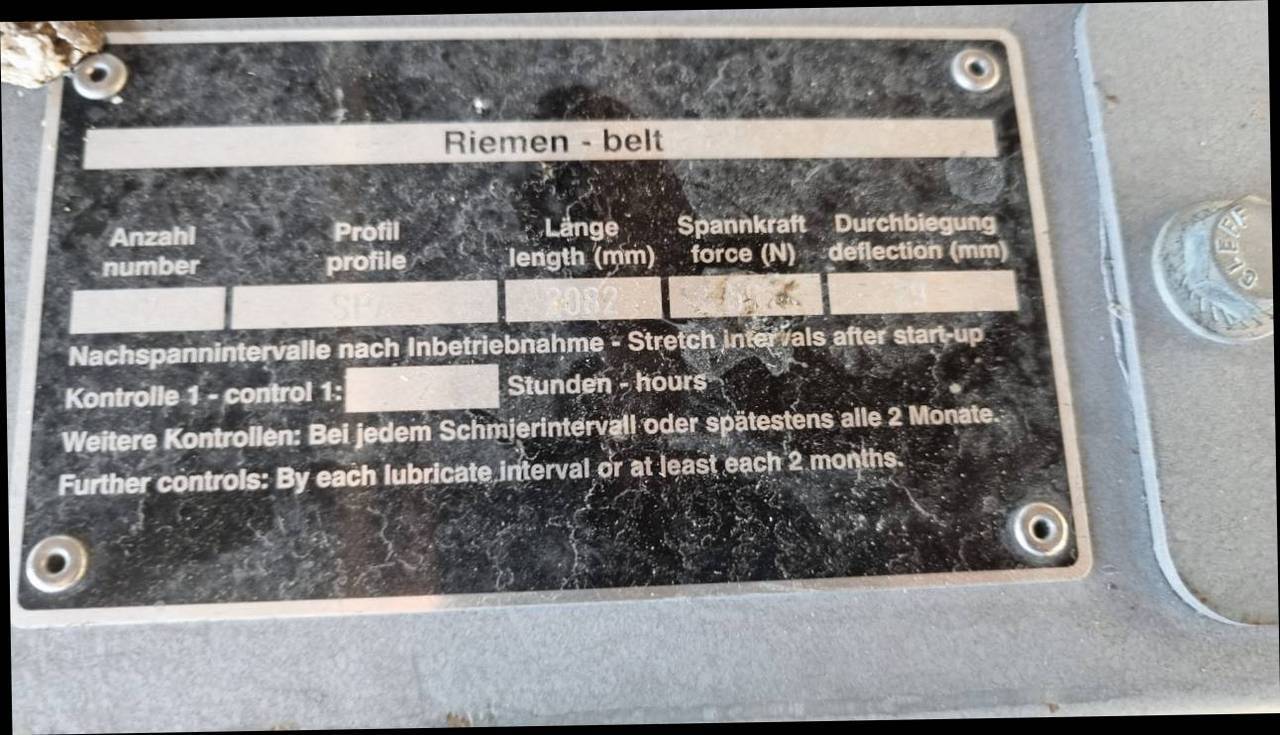 Riemen - belt
Anzahl Profil Länge Spannkraft Durchbiegung
number profile length (mm) force (N) deflection (mm)
Nachspannintervalle nach Inbetriebnahme - Stretch intervals after start-up
Kontrolle 1 - control 1: Stunden - hours
Weitere Kontrollen: Bei jedem Schmierintervall oder spätestens alle 2 Monate.
Further controls: By each lubricate interval or at least each 2 months.